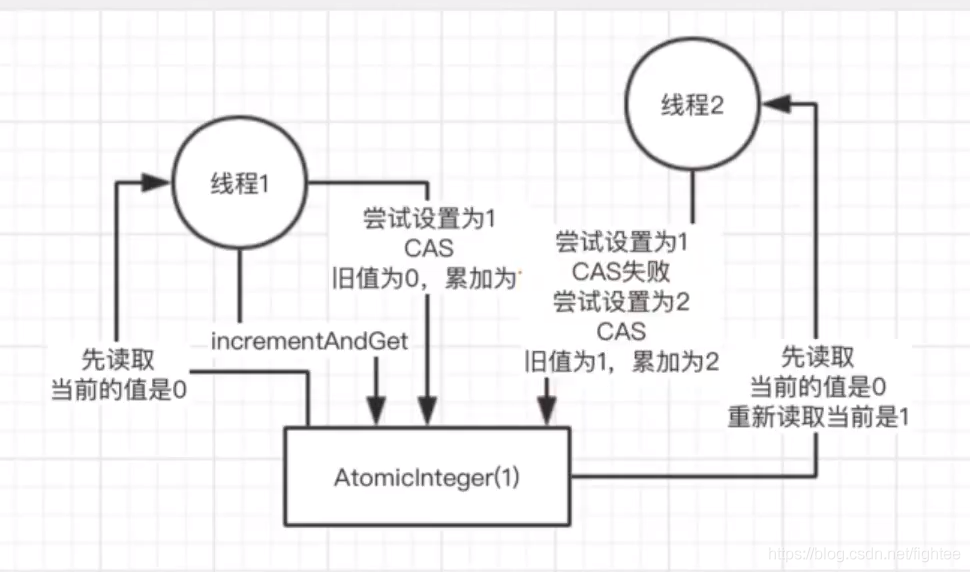 线程1
线程2
尝试设置为1
CAS
旧值为0，累加为
尝试设置为1
CAS失败
尝试设置为2
CAS
旧值为1，累加为2
incrementAndGet
先读取
当前的值是0
先读取
当前的值是0
重新读取当前是1
AtomicInteger(1)
https://blog.csdn.net/fightee